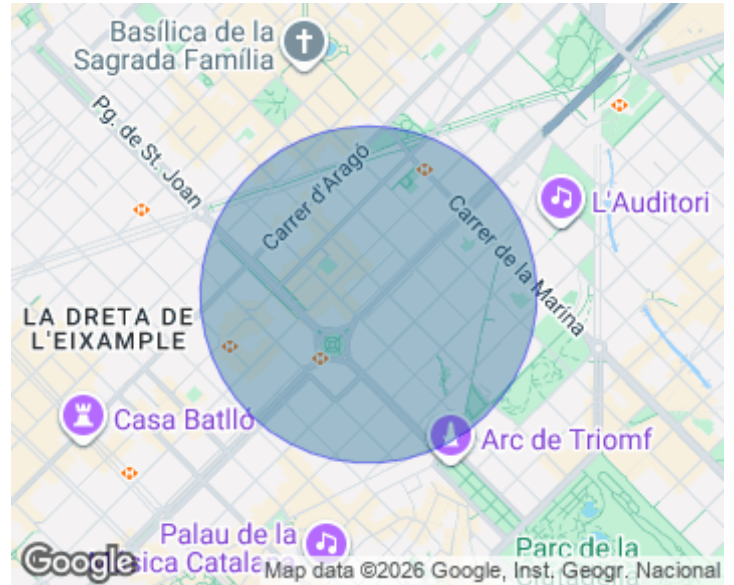 Basílica de la
Sagrada Família
Pg. de St. Joan
Carrer d'Aragó
L'Auditori
Carrer de la Marina
LA DRETA DE
L'EIXAMPLE
Casa Batlló
Arc de Triomf
Palau de la
Catalana
Parc de la
Google
Map data ©2026 Google, Inst. Geogr. Nacional